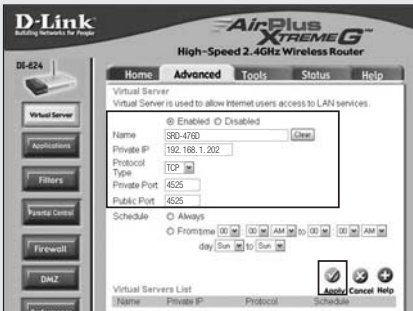 D-Link
Building Networks for People
AirPlus
XTREME G
High-Speed 2.4GHz Wireless Router
DI-624
Home Advanced Tools Status Help
Virtual Server
Virtual Server is used to allow Internet users access to LAN services.
Virtual Server
Enabled Disabled
Name SRD-476D Clear
Applications
Private IP 192.168.1.202
Protocol Type TCP
Filters
Private Port 4525
Public Port 4525
Parental Control
Schedule Always
From time 00 : 00 AM to 00 : 00 AM
day Sun to Sun
Firewall
DMZ
Apply Cancel Help
Virtual Servers List
Name Private IP Protocol Schedule